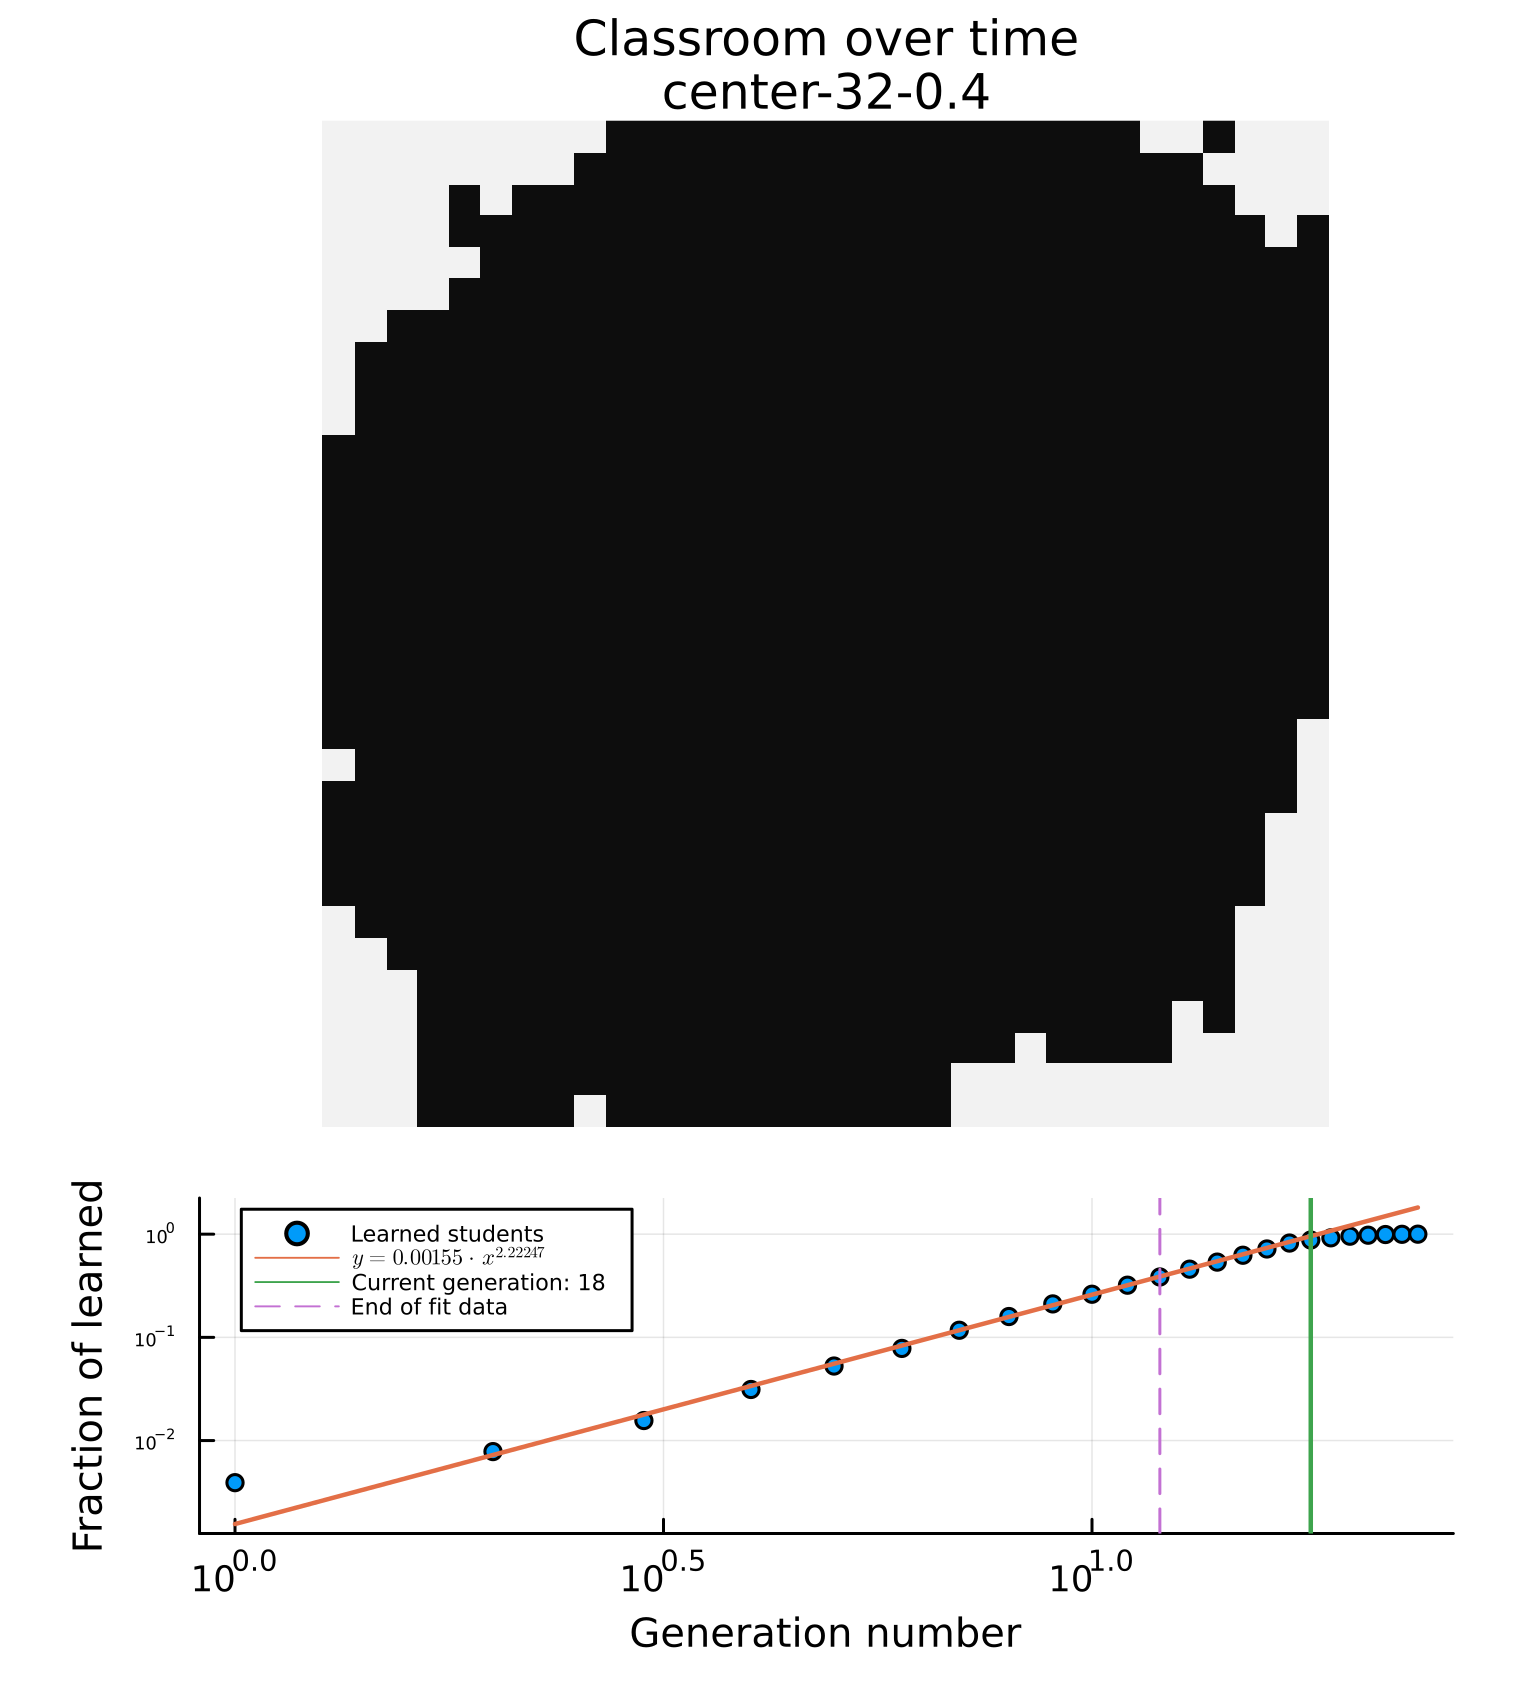 Classroom over time
center-32-0.4
Fraction of learned
10⁰
10⁻¹
10⁻²
Learned students
y = 0.00155 · x^2.22247
Current generation: 18
End of fit data
10^0.0
10^0.5
10^1.0
Generation number